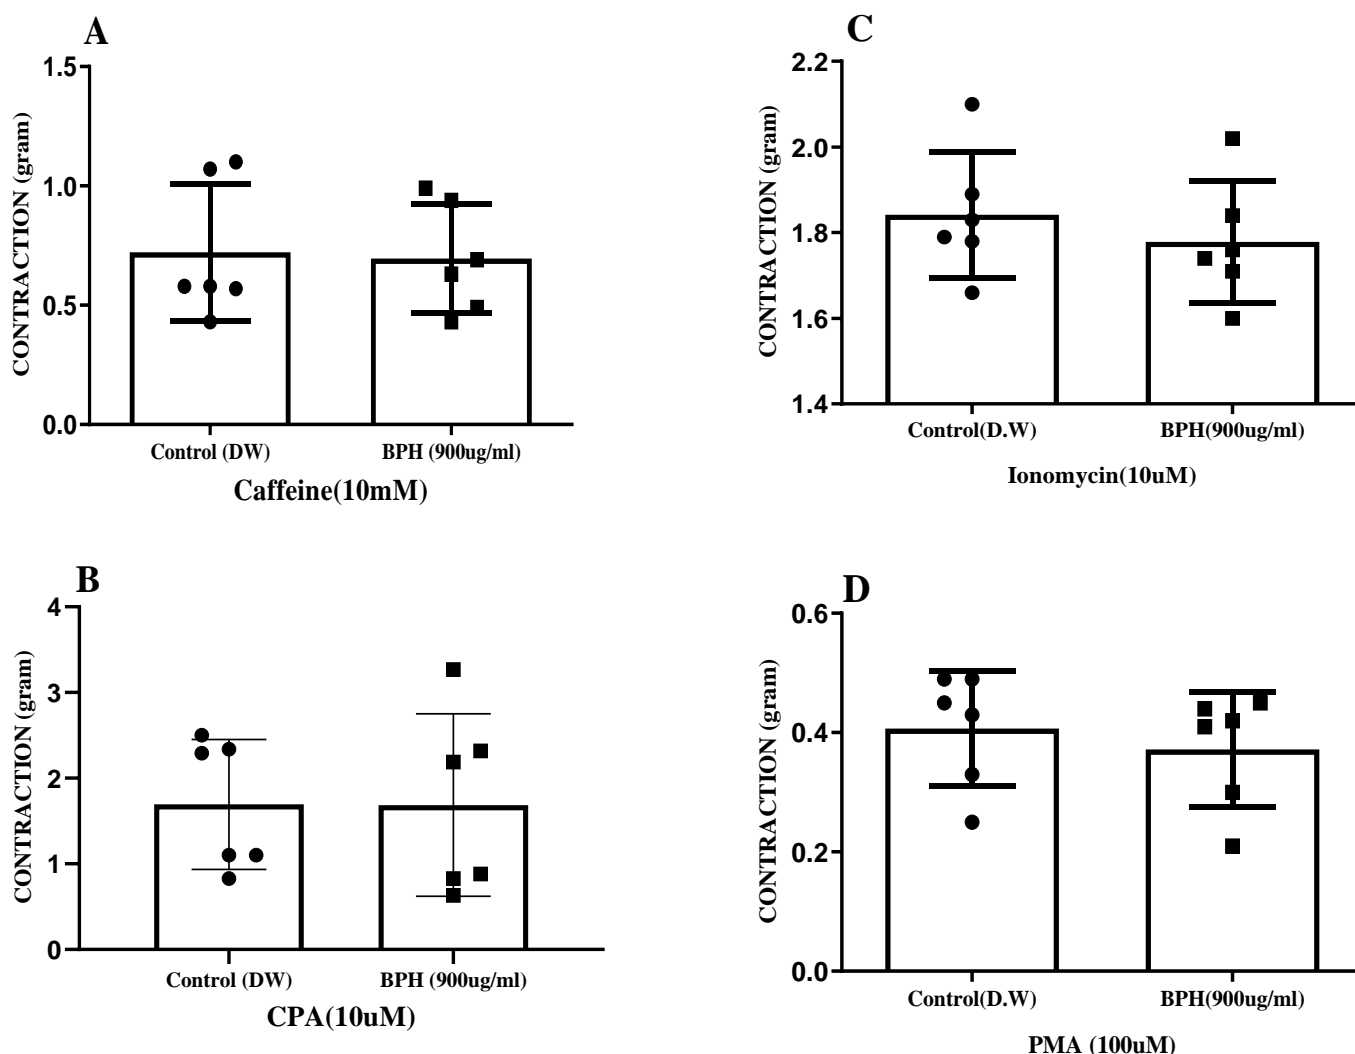 A
CONTRACTION (gram)
1.5
1.0
0.5
0.0
Control (DW)
BPH (900ug/ml)
Caffeine(10mM)
C
CONTRACTION (gram)
2.2
2.0
1.8
1.6
1.4
Control(D.W)
BPH(900ug/ml)
Ionomycin(10uM)
B
CONTRACTION (gram)
4
3
2
1
0
Control (DW)
BPH (900ug/ml)
CPA(10uM)
D
CONTRACTION (gram)
0.6
0.4
0.2
0.0
Control(D.W)
BPH(900ug/ml)
PMA (100uM)